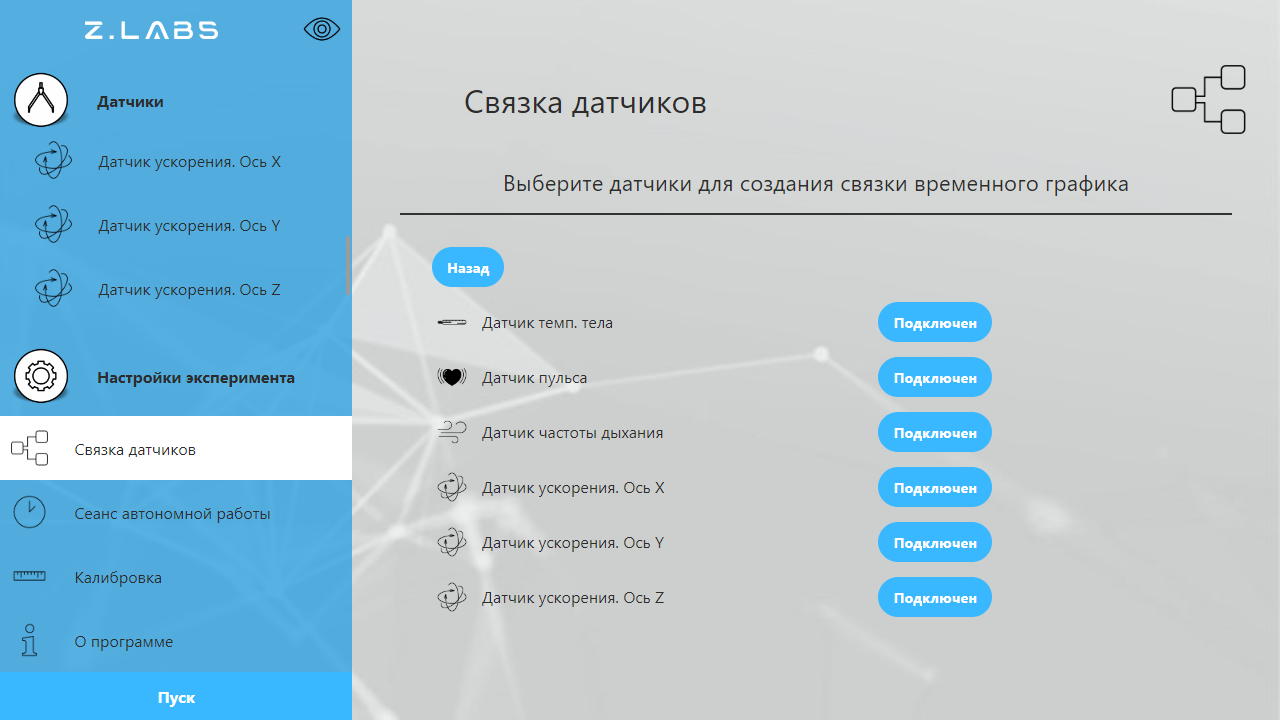 Z.LABS
Датчики
Датчик ускорения. Ось X
Датчик ускорения. Ось Y
Датчик ускорения. Ось Z
Настройки эксперимента
Связка датчиков
Сеанс автономной работы
Калибровка
О программе
Пуск
Связка датчиков
Выберите датчики для создания связки временного графика
Назад
Датчик темп. тела Подключен
Датчик пульса Подключен
Датчик частоты дыхания Подключен
Датчик ускорения. Ось X Подключен
Датчик ускорения. Ось Y Подключен
Датчик ускорения. Ось Z Подключен